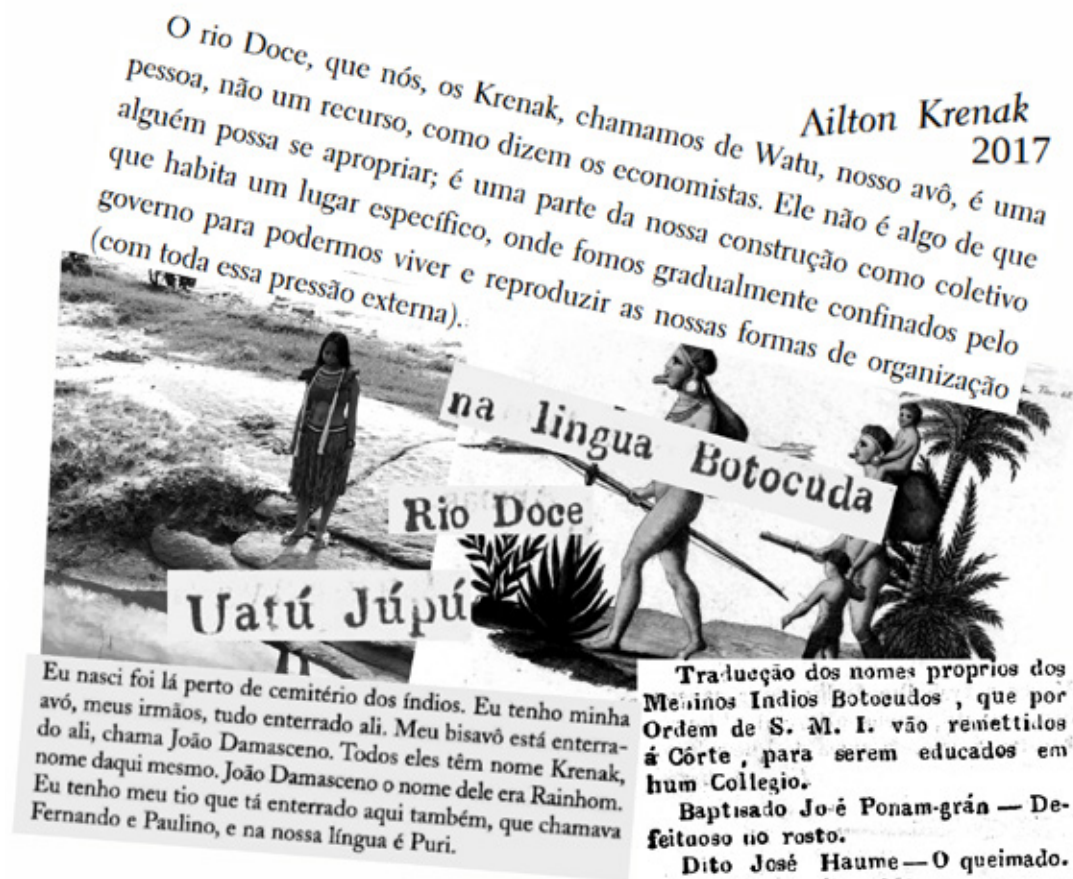 O rio Doce, que nós, os Krenak, chamamos de Watu, nosso avô, é uma
pessoa, não um recurso, como dizem os economistas. Ele não é algo de que
alguém possa se apropriar; é uma parte da nossa construção como coletivo
que habita um lugar específico, onde fomos gradualmente confinados pelo
governo para podermos viver e reproduzir as nossas formas de organização
(com toda essa pressão externa).
Ailton Krenak
2017
na lingua Botocuda
Rio Doce
Uatú Júpú
Eu nasci foi lá perto de cemitério dos índios. Eu tenho minha
avó, meus irmãos, tudo enterrado ali. Meu bisavô está enterra-
do ali, chama João Damasceno. Todos eles têm nome Krenak,
nome daqui mesmo. João Damasceno o nome dele era Rainhom.
Eu tenho meu tio que tá enterrado aqui também, que chamava
Fernando e Paulino, e na nossa língua é Puri.
Traducção dos nomes proprios dos
Meninos Indios Botocudos , que por
Ordem de S. M. I. vão remettidos
á Côrte , para serem educados em
hum Collegio.
Baptisado José Ponam-grán — De-
feituoso no rosto.
Dito José Haume — O queimado.